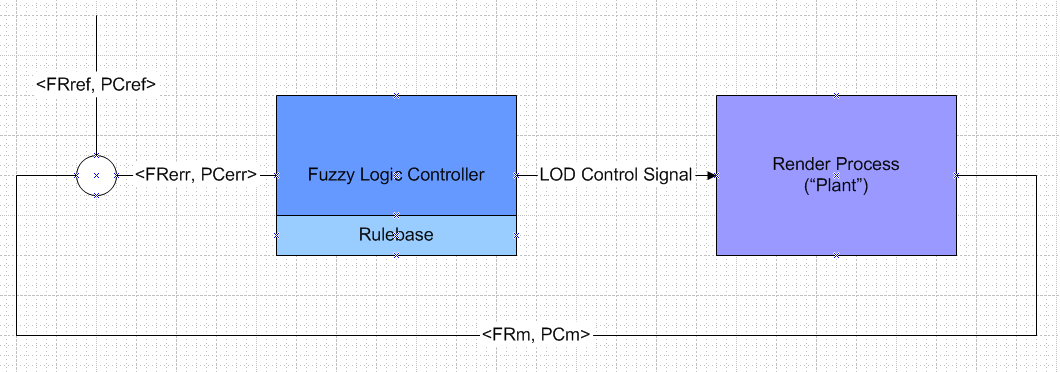 <FRref, PCref>
<FRerr, PCerr>
Fuzzy Logic Controller
LOD Control Signal
Render Process
(“Plant”)
Rulebase
<FRm, PCm>